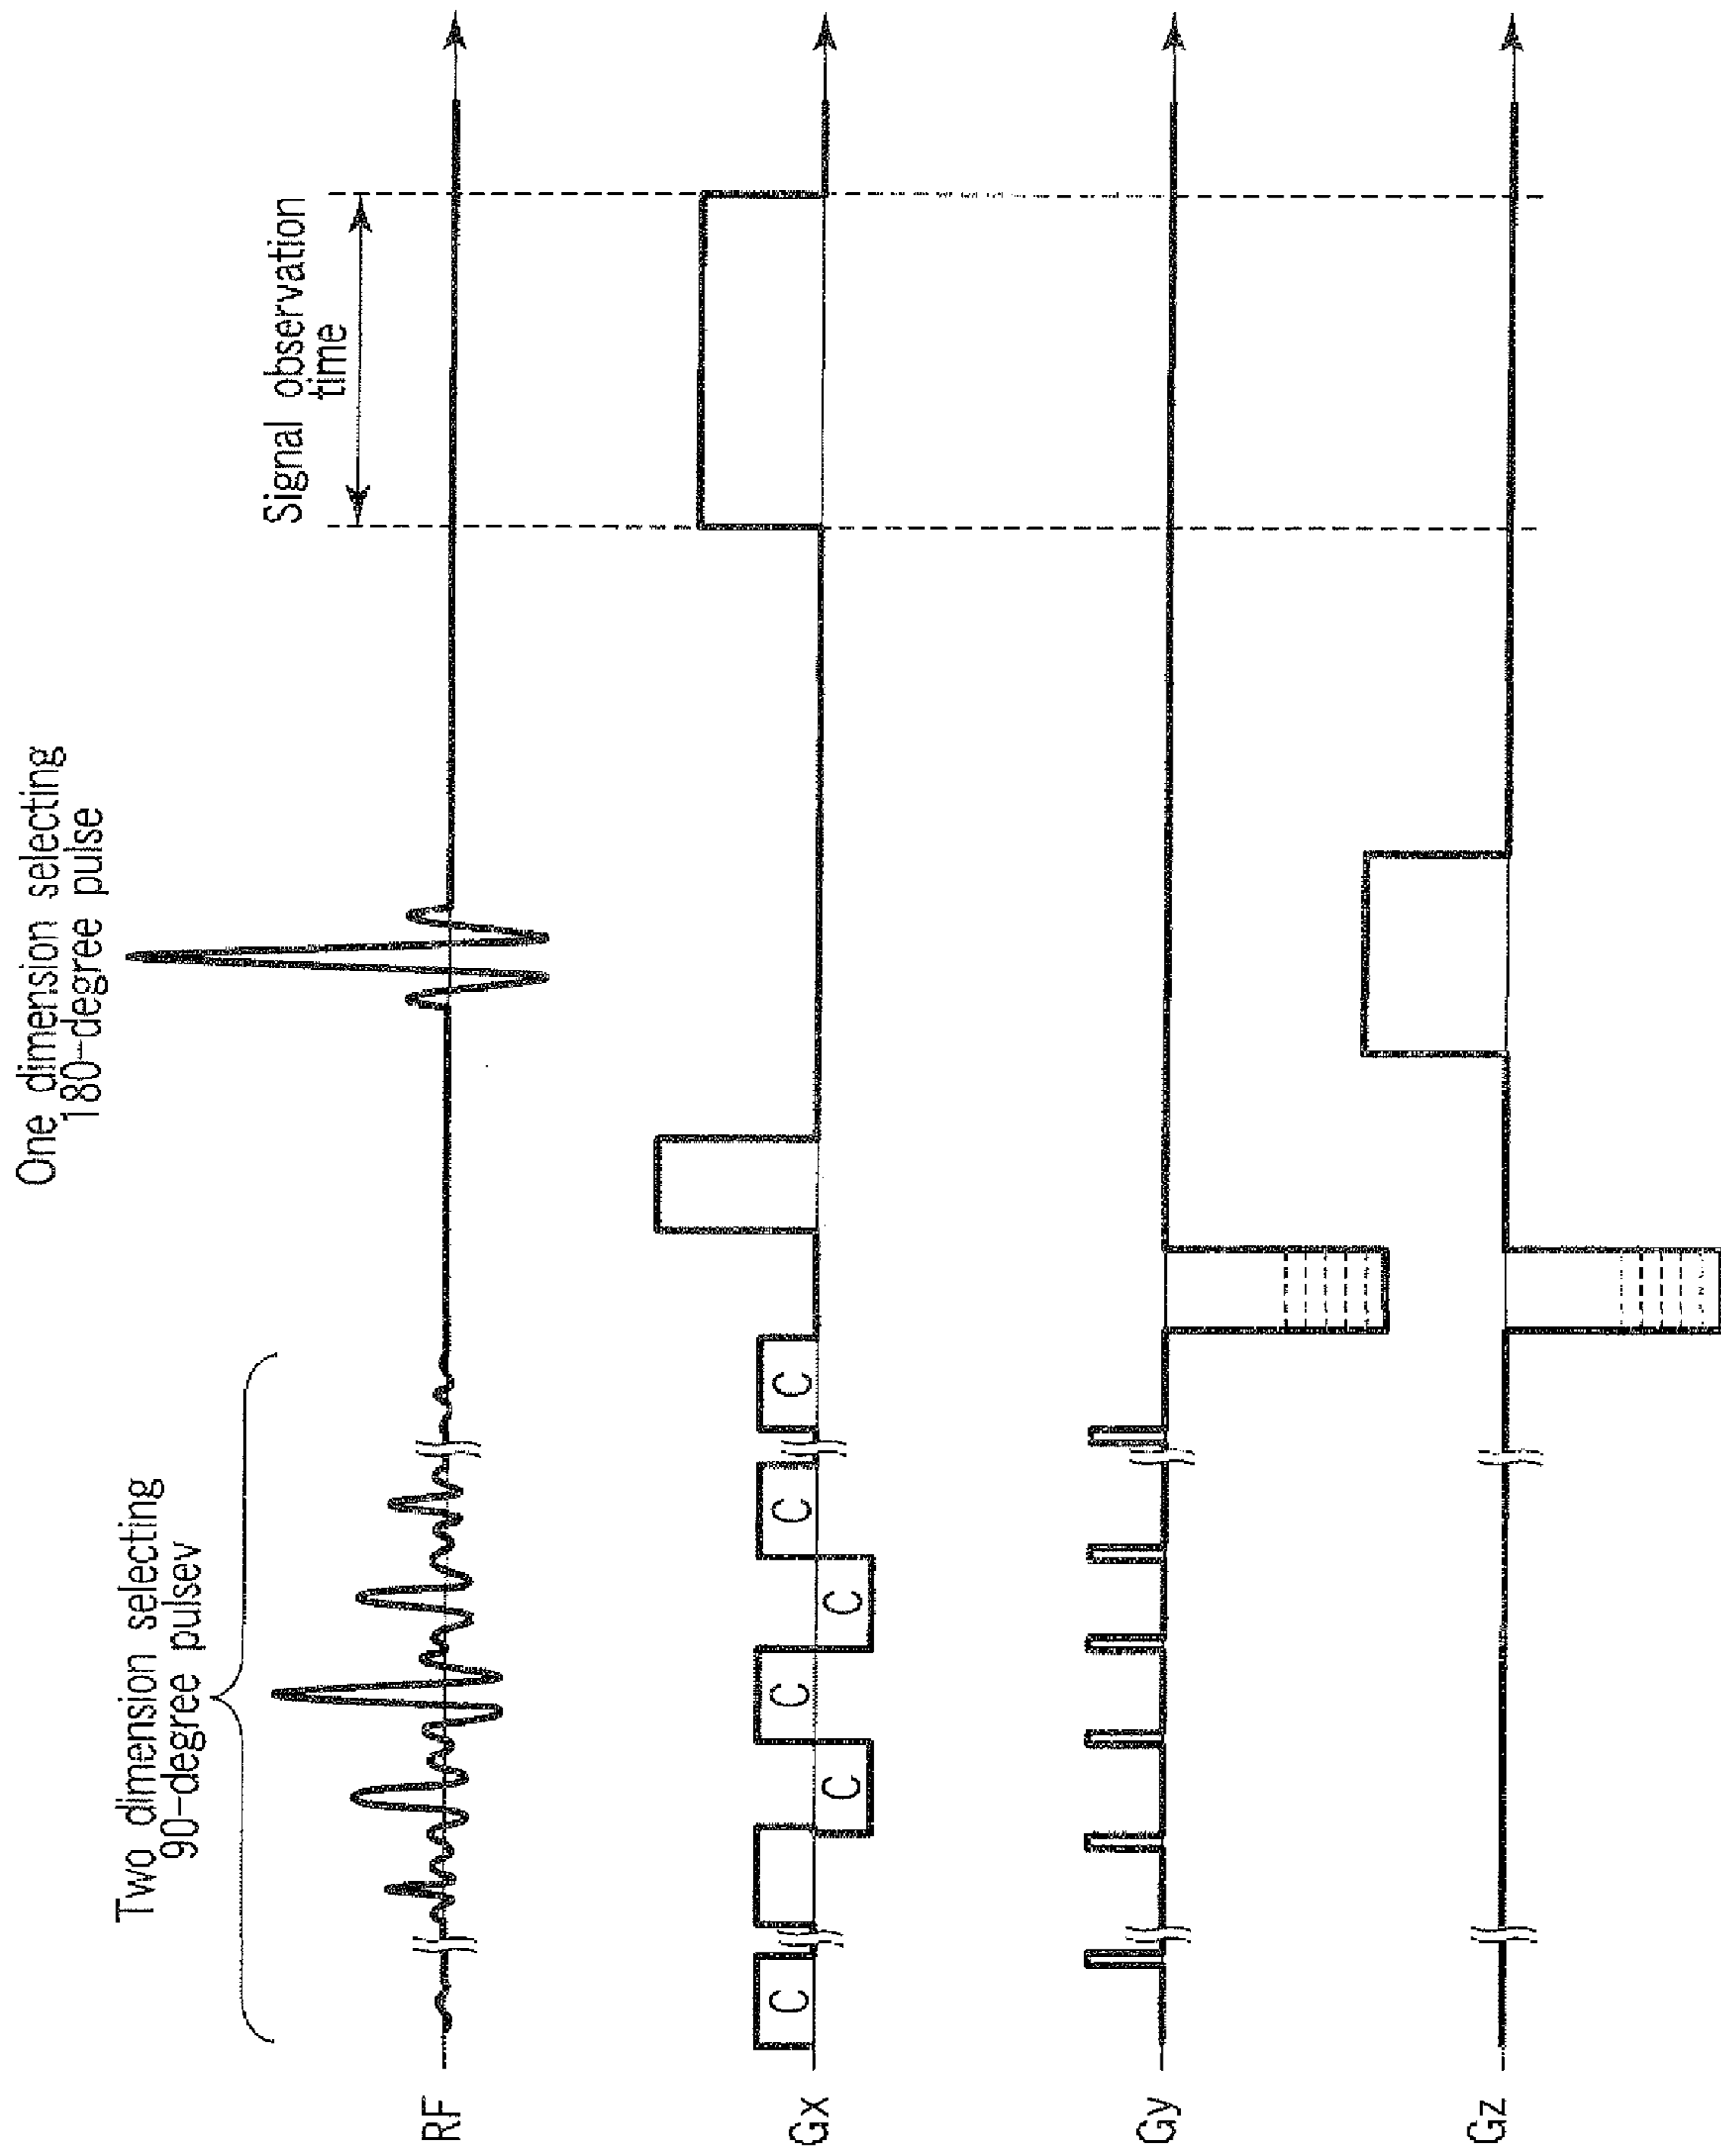 One dimension selecting
180-degree pulse
Two dimension selecting
90-degree pulsev
Signal observation
time
RF
Gx
C
C
C
C
C
C
Gy
Gz